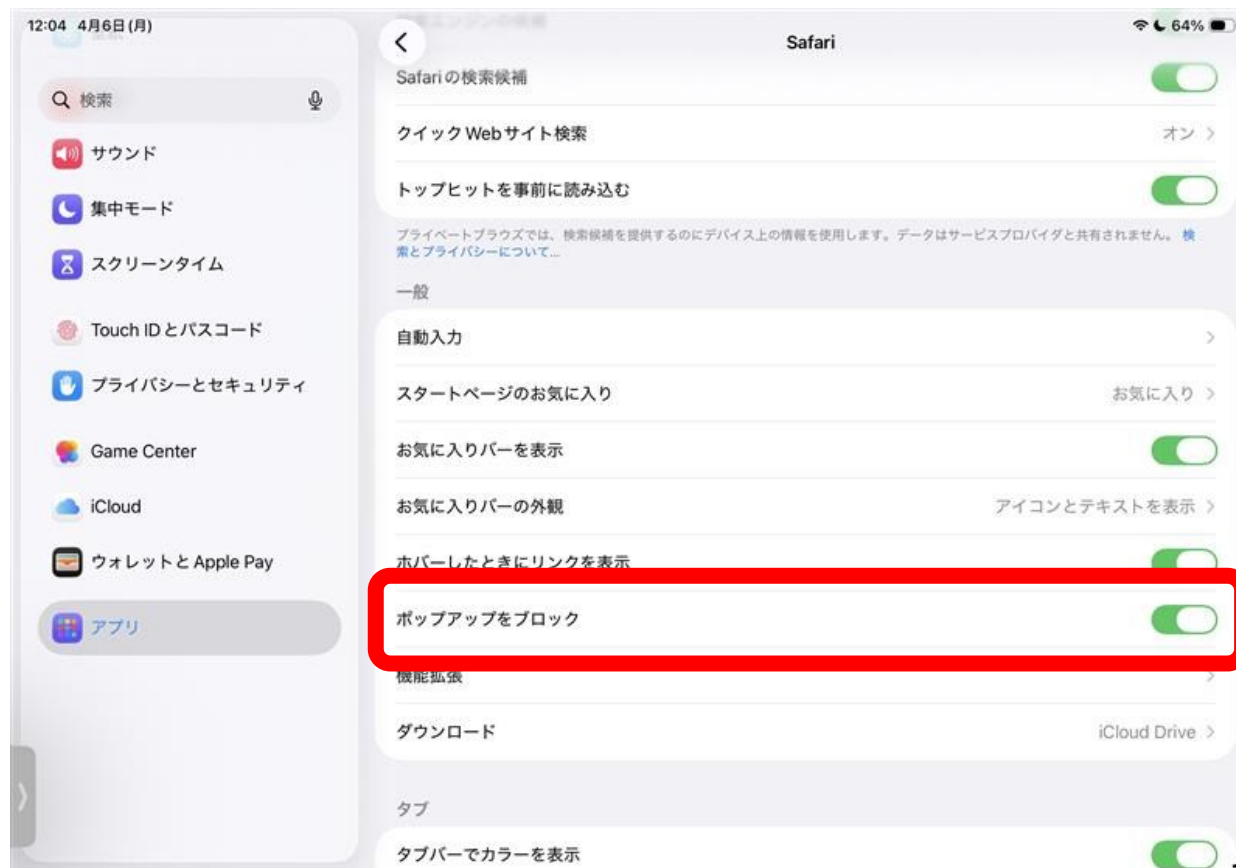 12:04 4月6日(月)
64%
Safari
検索
サウンド
集中モード
スクリーンタイム
Touch IDとパスコード
プライバシーとセキュリティ
Game Center
iCloud
ウォレットとApple Pay
アプリ
Safariの検索候補
クイックWebサイト検索 オン
トップヒットを事前に読み込む
プライベートブラウズでは、検索候補を提供するのにデバイス上の情報を使用します。データはサービスプロバイダと共有されません。検
索とプライバシーについて...
一般
自動入力
スタートページのお気に入り お気に入り
お気に入りバーを表示
お気に入りバーの外観 アイコンとテキストを表示
ホバーしたときにリンクを表示
ポップアップをブロック
機能拡張
ダウンロード iCloud Drive
タブ
タブバーでカラーを表示